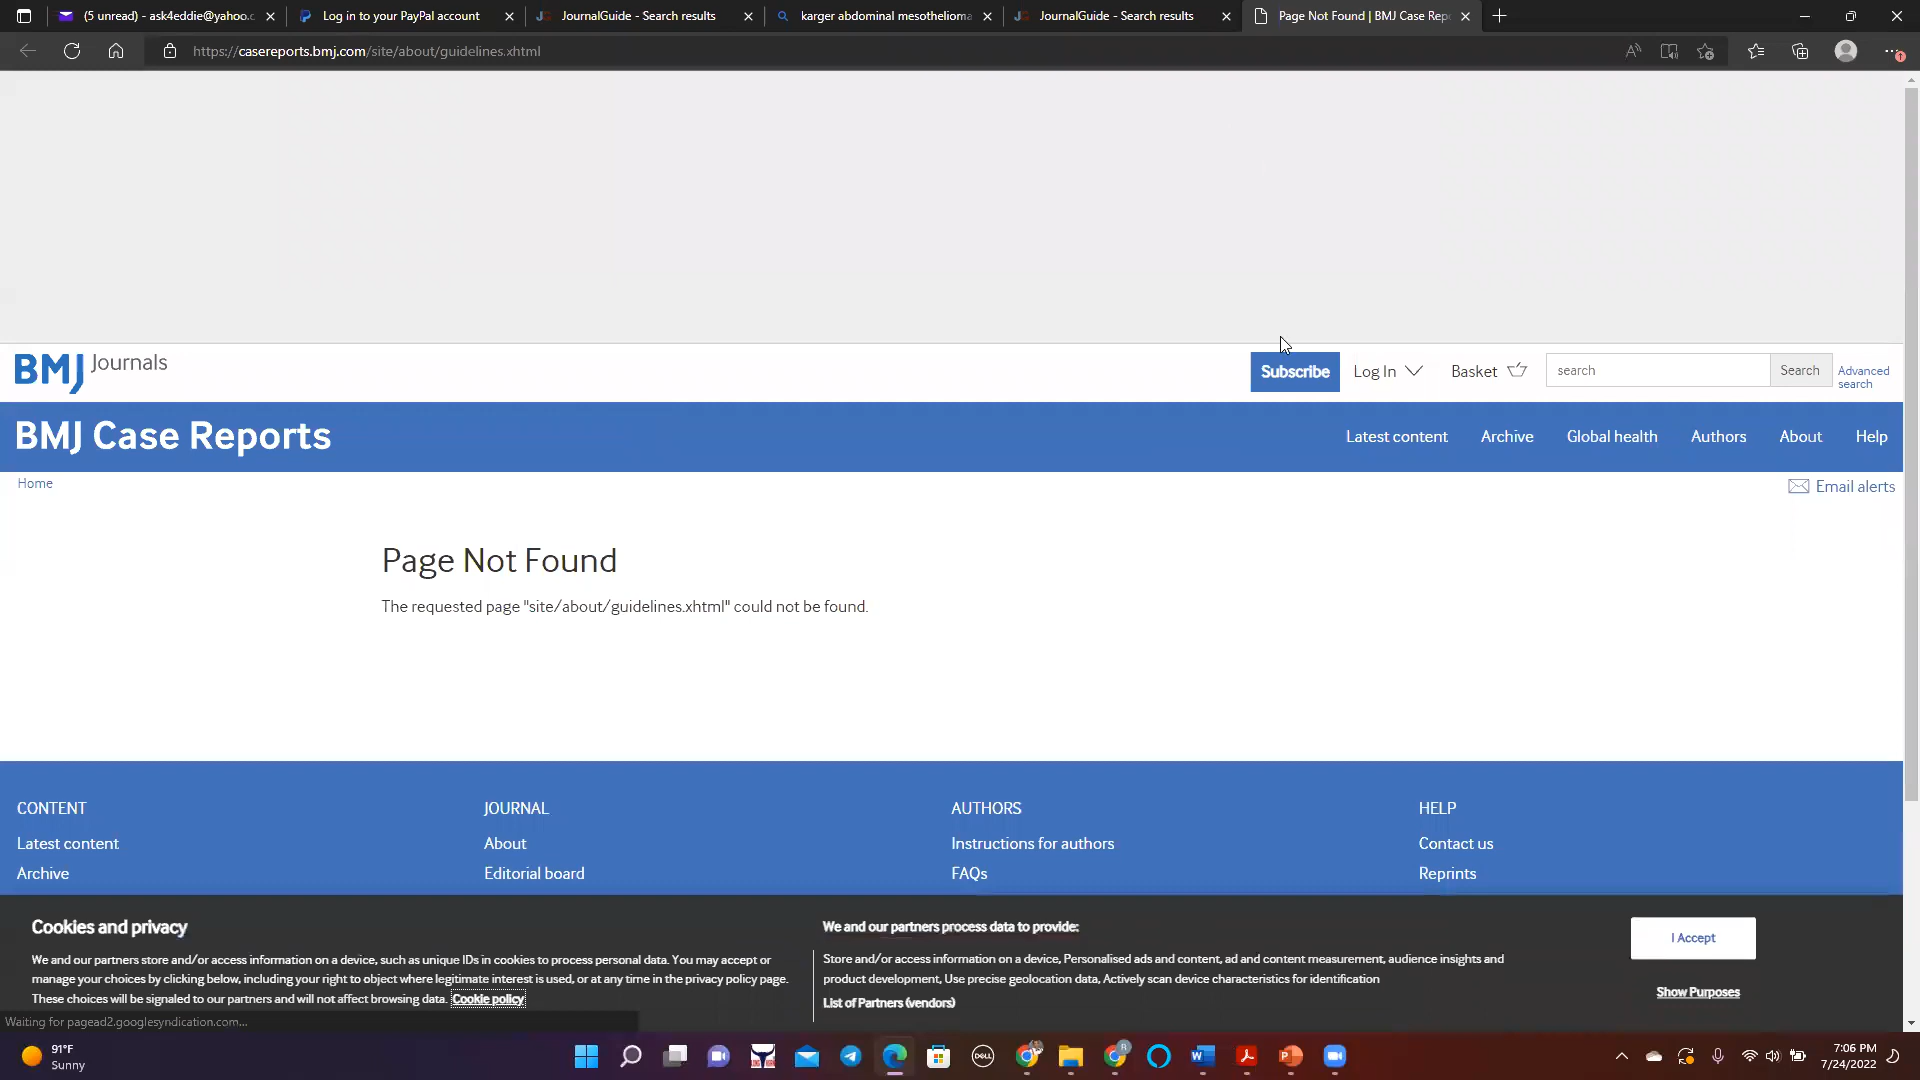 (5 unread) - ask4eddie@yahoo.c
Log in to your PayPal account
JournalGuide - Search results
karger abdominal mesothelioma
JournalGuide - Search results
Page Not Found | BMJ Case Repo
https://casereports.bmj.com/site/about/guidelines.xhtml
BMJ Journals
Subscribe
Log In
Basket
search
Search
Advanced
search
BMJ Case Reports
Latest content
Archive
Global health
Authors
About
Help
Home
Email alerts
Page Not Found
The requested page "site/about/guidelines.xhtml" could not be found.
CONTENT
Latest content
Archive
JOURNAL
About
Editorial board
AUTHORS
Instructions for authors
FAQs
HELP
Contact us
Reprints
Cookies and privacy
We and our partners store and/or access information on a device, such as unique IDs in cookies to process personal data. You may accept or
manage your choices by clicking below, including your right to object where legitimate interest is used, or at any time in the privacy policy page.
These choices will be signaled to our partners and will not affect browsing data. Cookie policy
We and our partners process data to provide:
Store and/or access information on a device, Personalised ads and content, ad and content measurement, audience insights and
product development, Use precise geolocation data, Actively scan device characteristics for identification
List of Partners (vendors)
I Accept
Show Purposes
Waiting for pagead2.googlesyndication.com...
91°F
Sunny
DELL
R
7:06 PM
7/24/2022